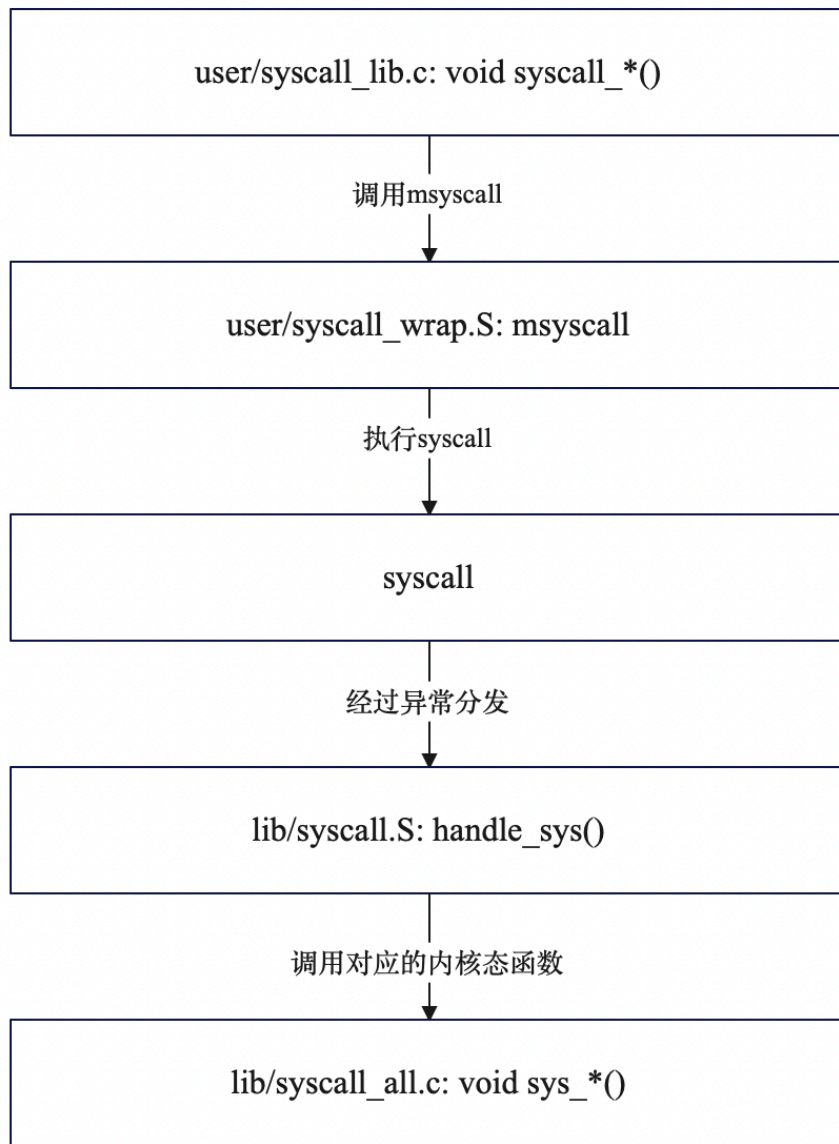 user/syscall_lib.c: void syscall_*()
调用msyscall
user/syscall_wrap.S: msyscall
执行syscall
syscall
经过异常分发
lib/syscall.S: handle_sys()
调用对应的内核态函数
lib/syscall_all.c: void sys_*()